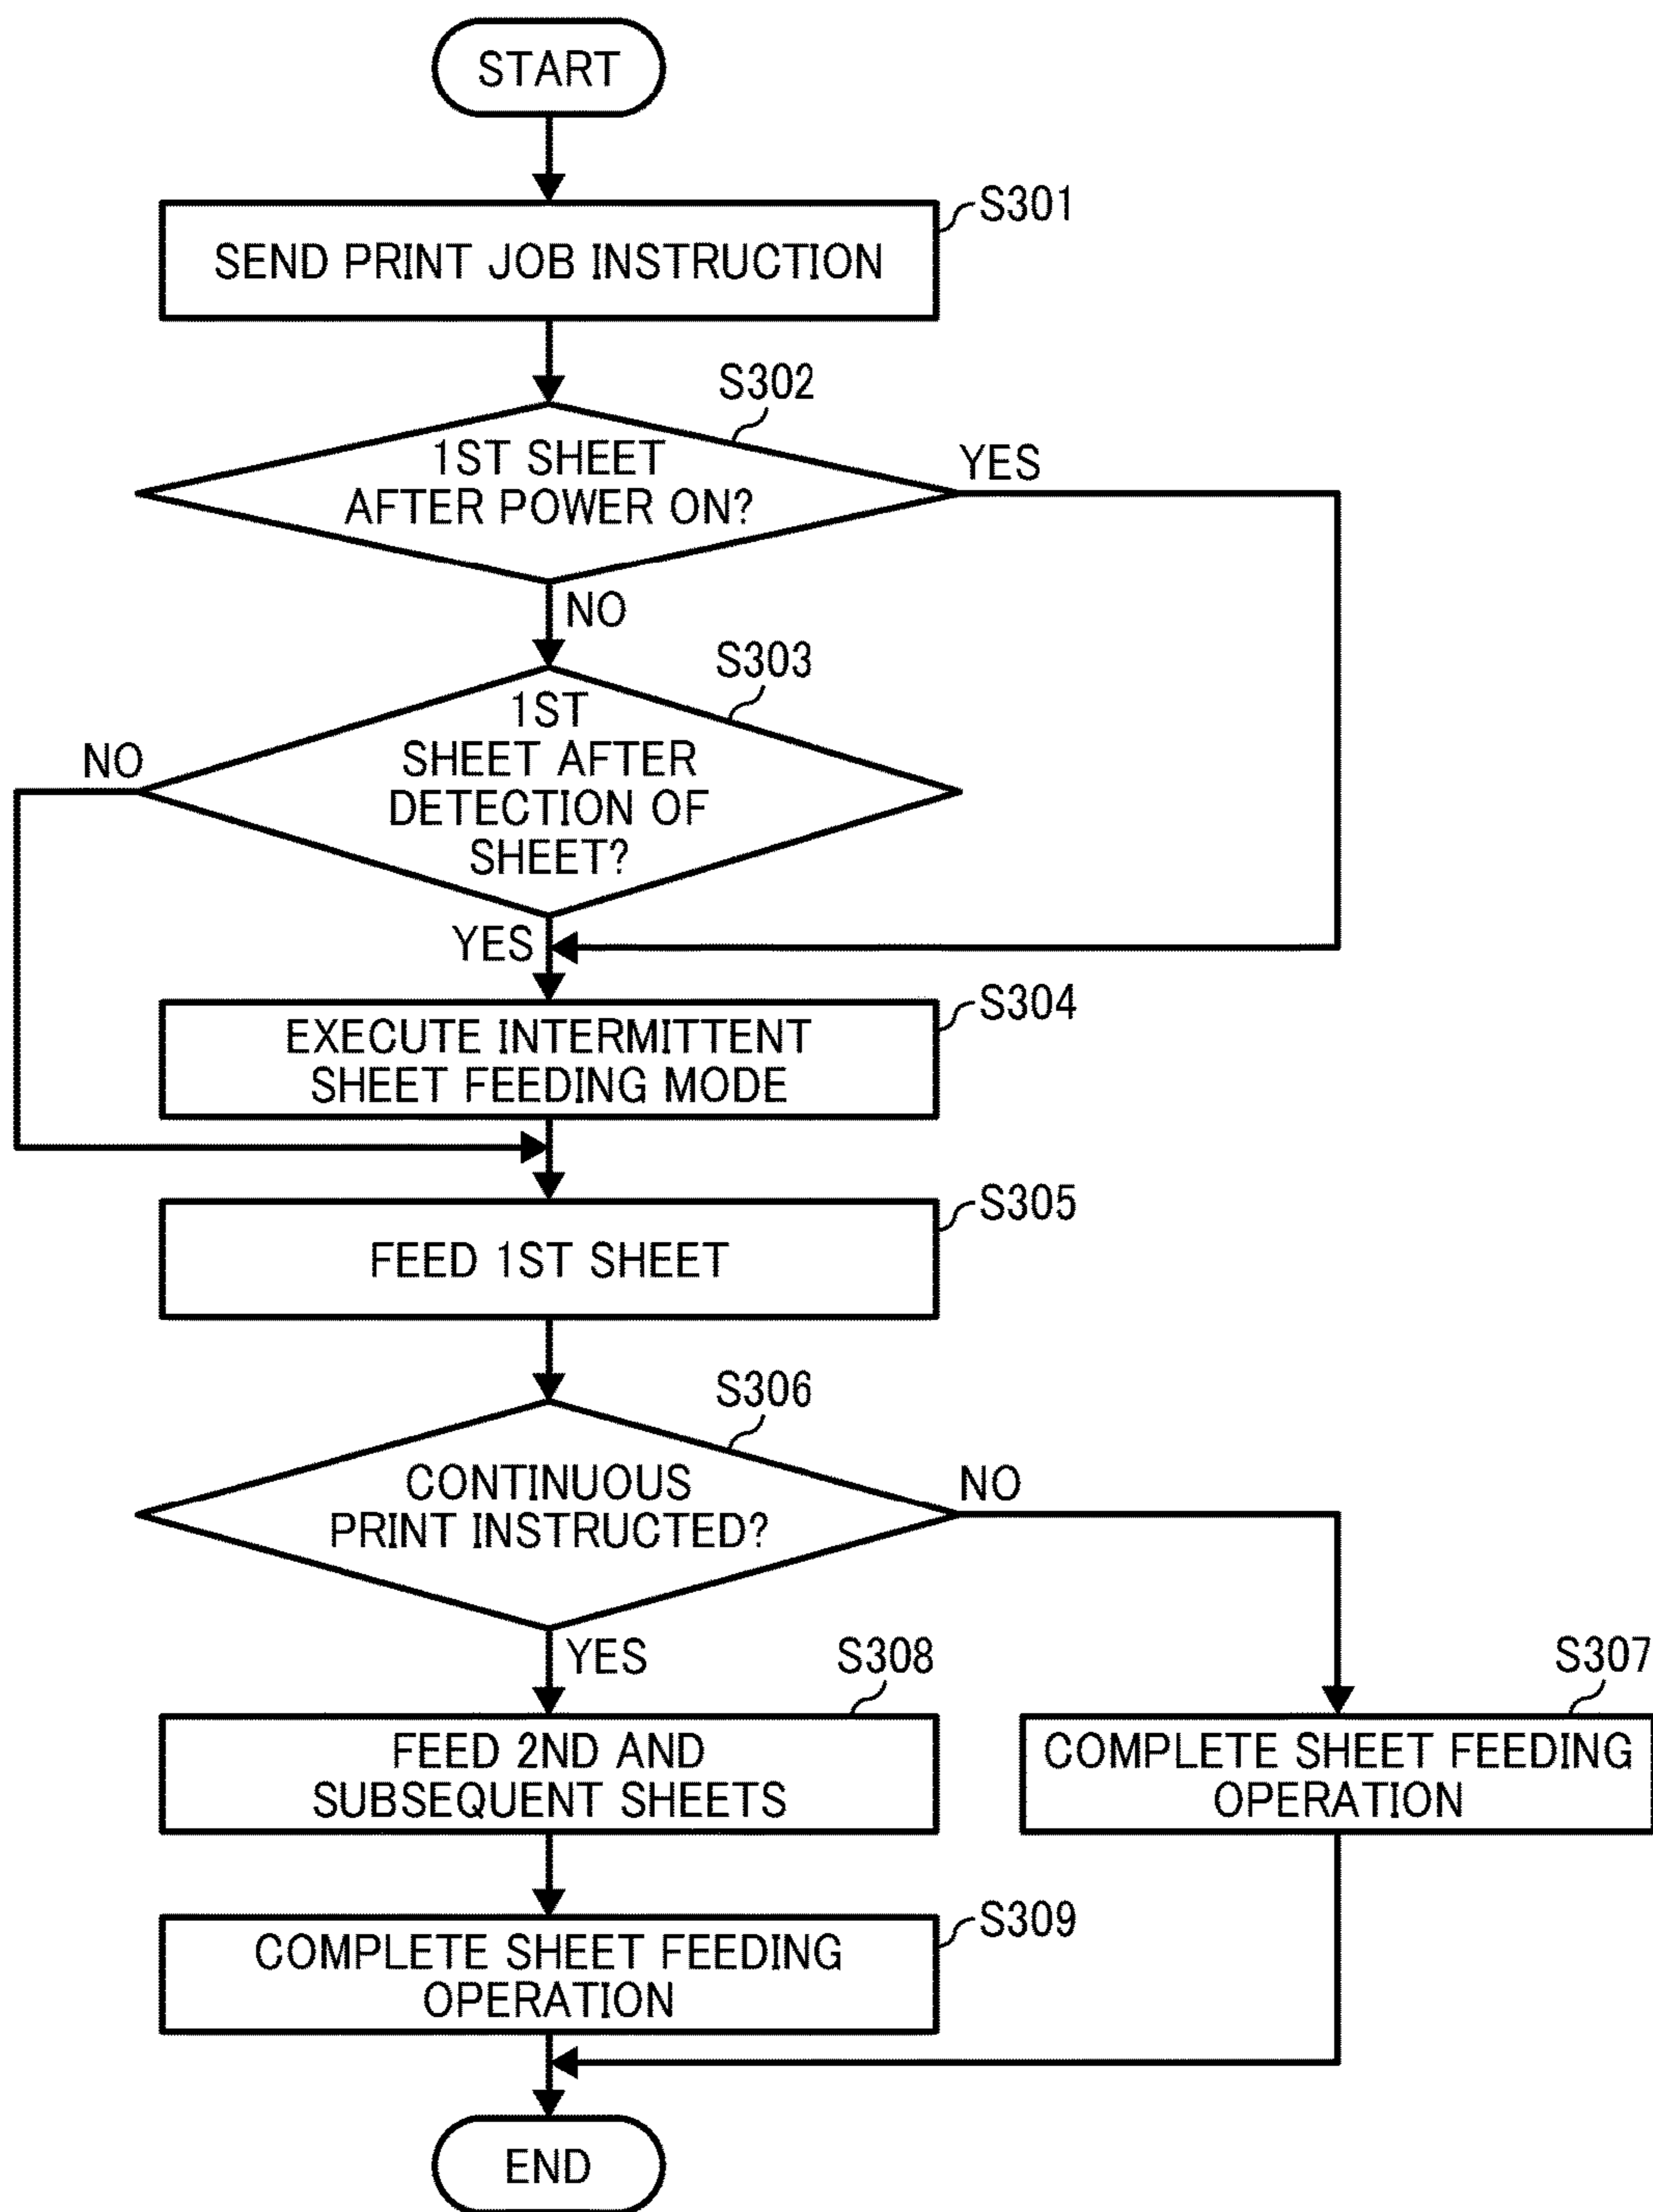 START
S301
SEND PRINT JOB INSTRUCTION
S302
1ST SHEET
AFTER POWER ON?
YES
NO
S303
1ST
SHEET AFTER
DETECTION OF
SHEET?
NO
YES
S304
EXECUTE INTERMITTENT
SHEET FEEDING MODE
S305
FEED 1ST SHEET
S306
CONTINUOUS
PRINT INSTRUCTED?
NO
YES
S308
FEED 2ND AND
SUBSEQUENT SHEETS
S307
COMPLETE SHEET FEEDING
OPERATION
S309
COMPLETE SHEET FEEDING
OPERATION
END